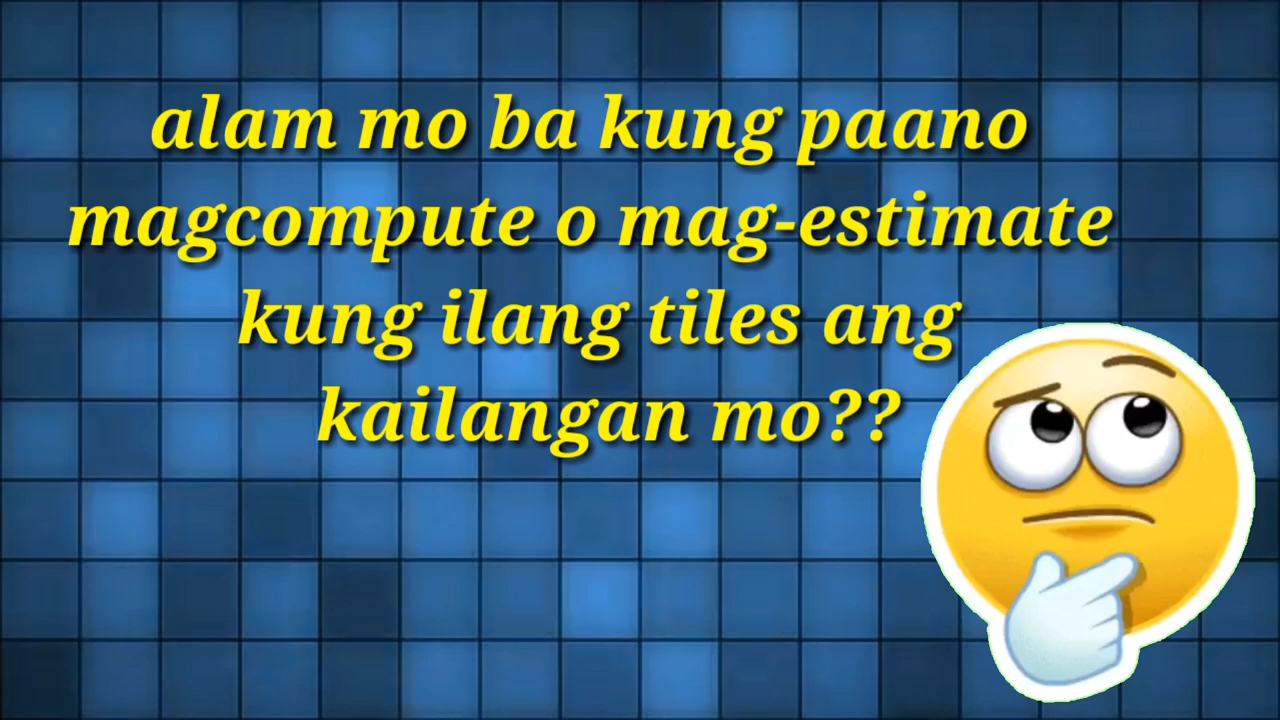 alam mo ba kung paano
magcompute o mag-estimate
kung ilang tiles ang
kailangan mo??